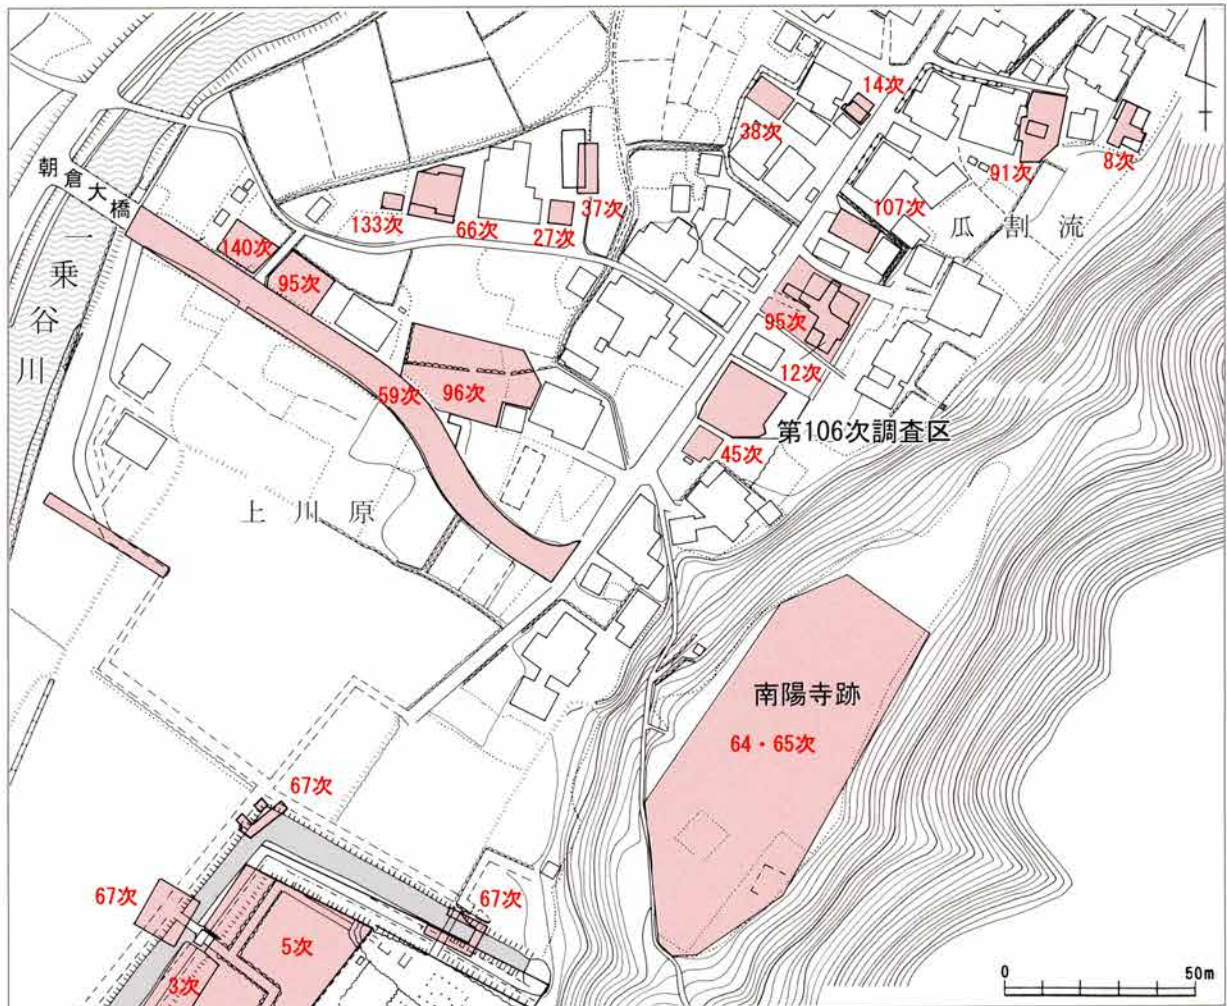 14次
38次
91次
8次
朝倉大橋
133次
66次
27次
37次
107次
瓜割流
一乗谷川
140次
95次
95次
12次
59次
96次
第106次調査区
45次
上川原
南陽寺跡
64・65次
67次
67次
67次
5次
3次
0 50m